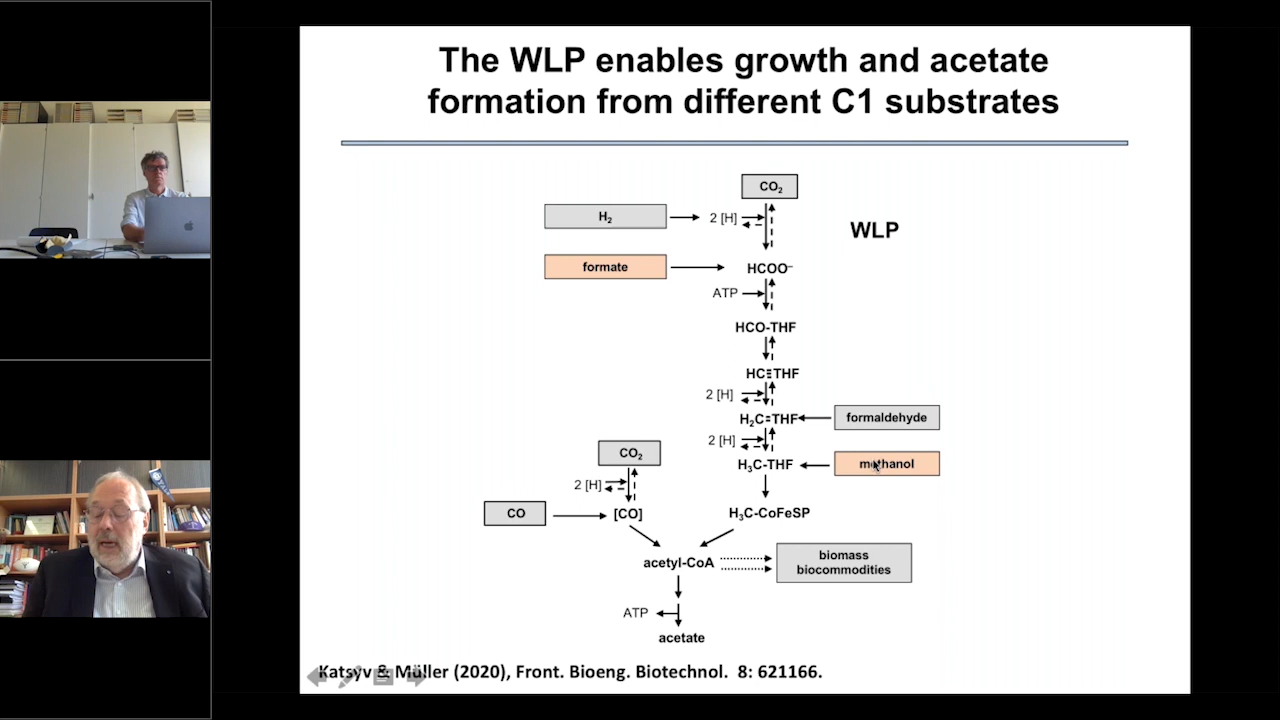 The WLP enables growth and acetate
formation from different C1 substrates
CO2
H2
2 [H]
WLP
formate
HCOO–
ATP
HCO-THF
HC≡THF
2 [H]
H2C=THF
formaldehyde
2 [H]
CO2
H3C-THF
methanol
2 [H]
CO
[CO]
H3C-CoFeSP
acetyl-CoA
biomass
biocommodities
ATP
acetate
Katsyv & Müller (2020), Front. Bioeng. Biotechnol. 8: 621166.